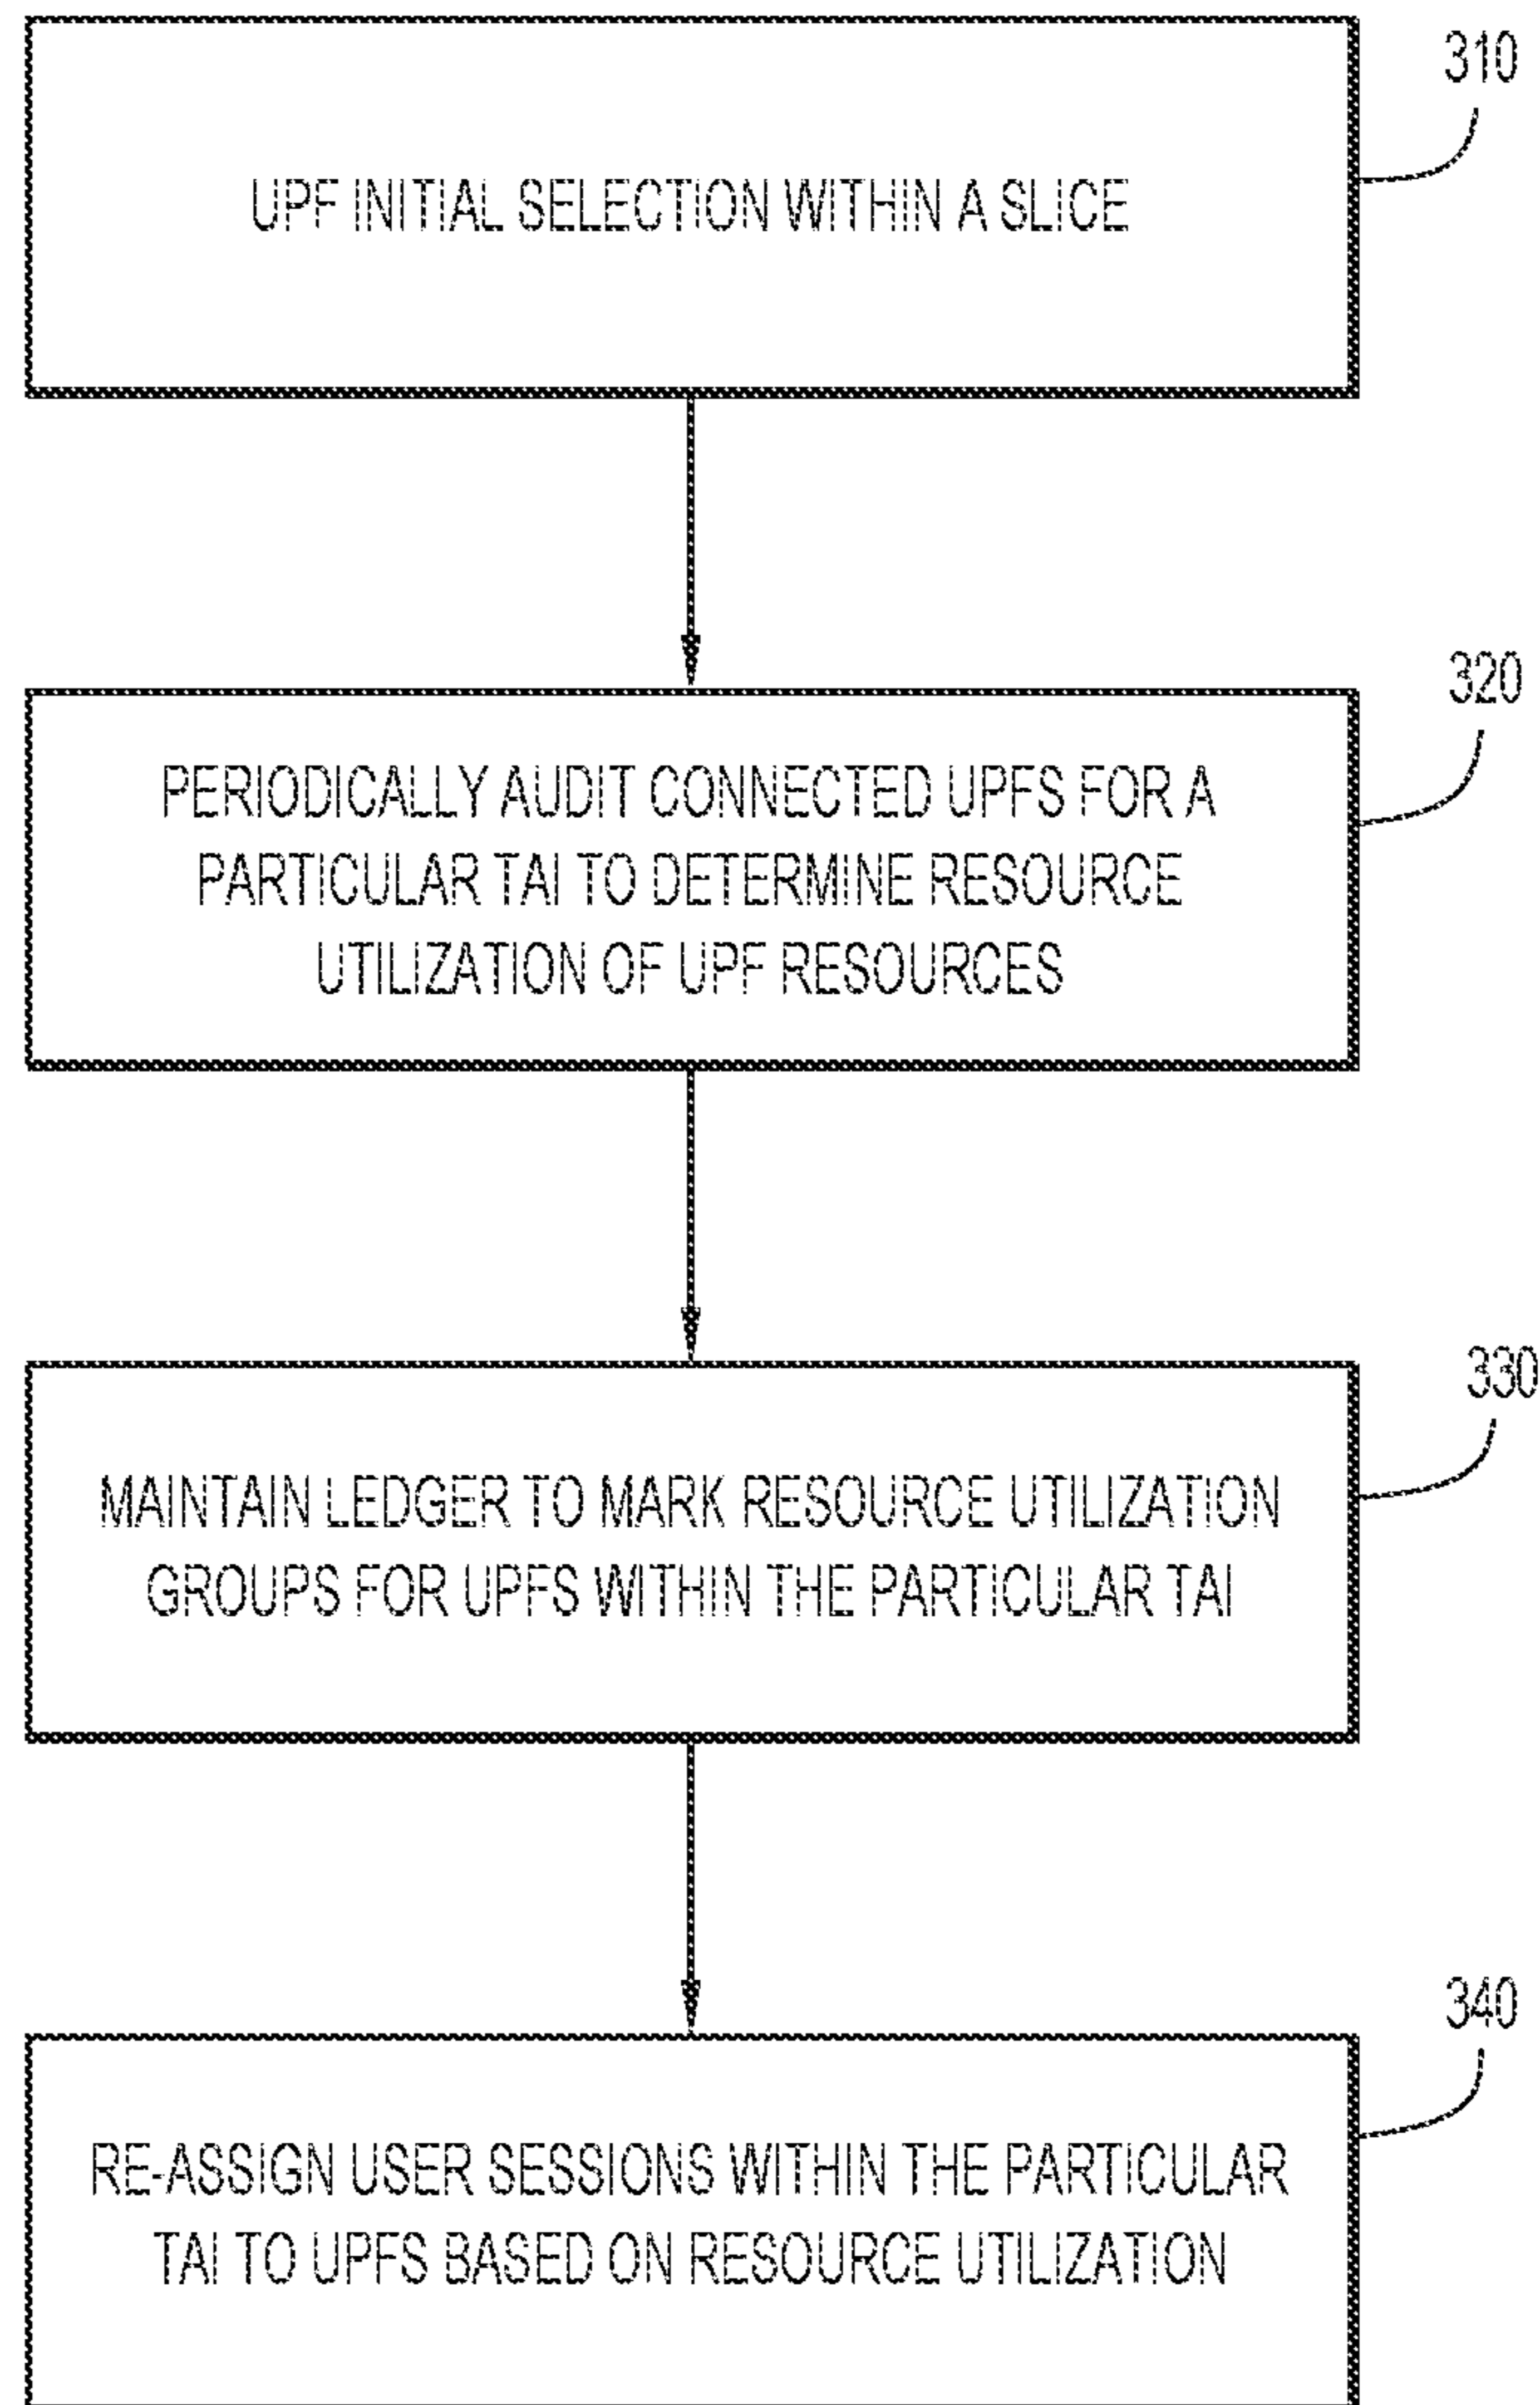 310
UPF INITIAL SELECTION WITHIN A SLICE
320
PERIODICALLY AUDIT CONNECTED UPFS FOR A
PARTICULAR TAI TO DETERMINE RESOURCE
UTILIZATION OF UPF RESOURCES
330
MAINTAIN LEDGER TO MARK RESOURCE UTILIZATION
GROUPS FOR UPFS WITHIN THE PARTICULAR TAI
340
RE-ASSIGN USER SESSIONS WITHIN THE PARTICULAR
TAI TO UPFS BASED ON RESOURCE UTILIZATION